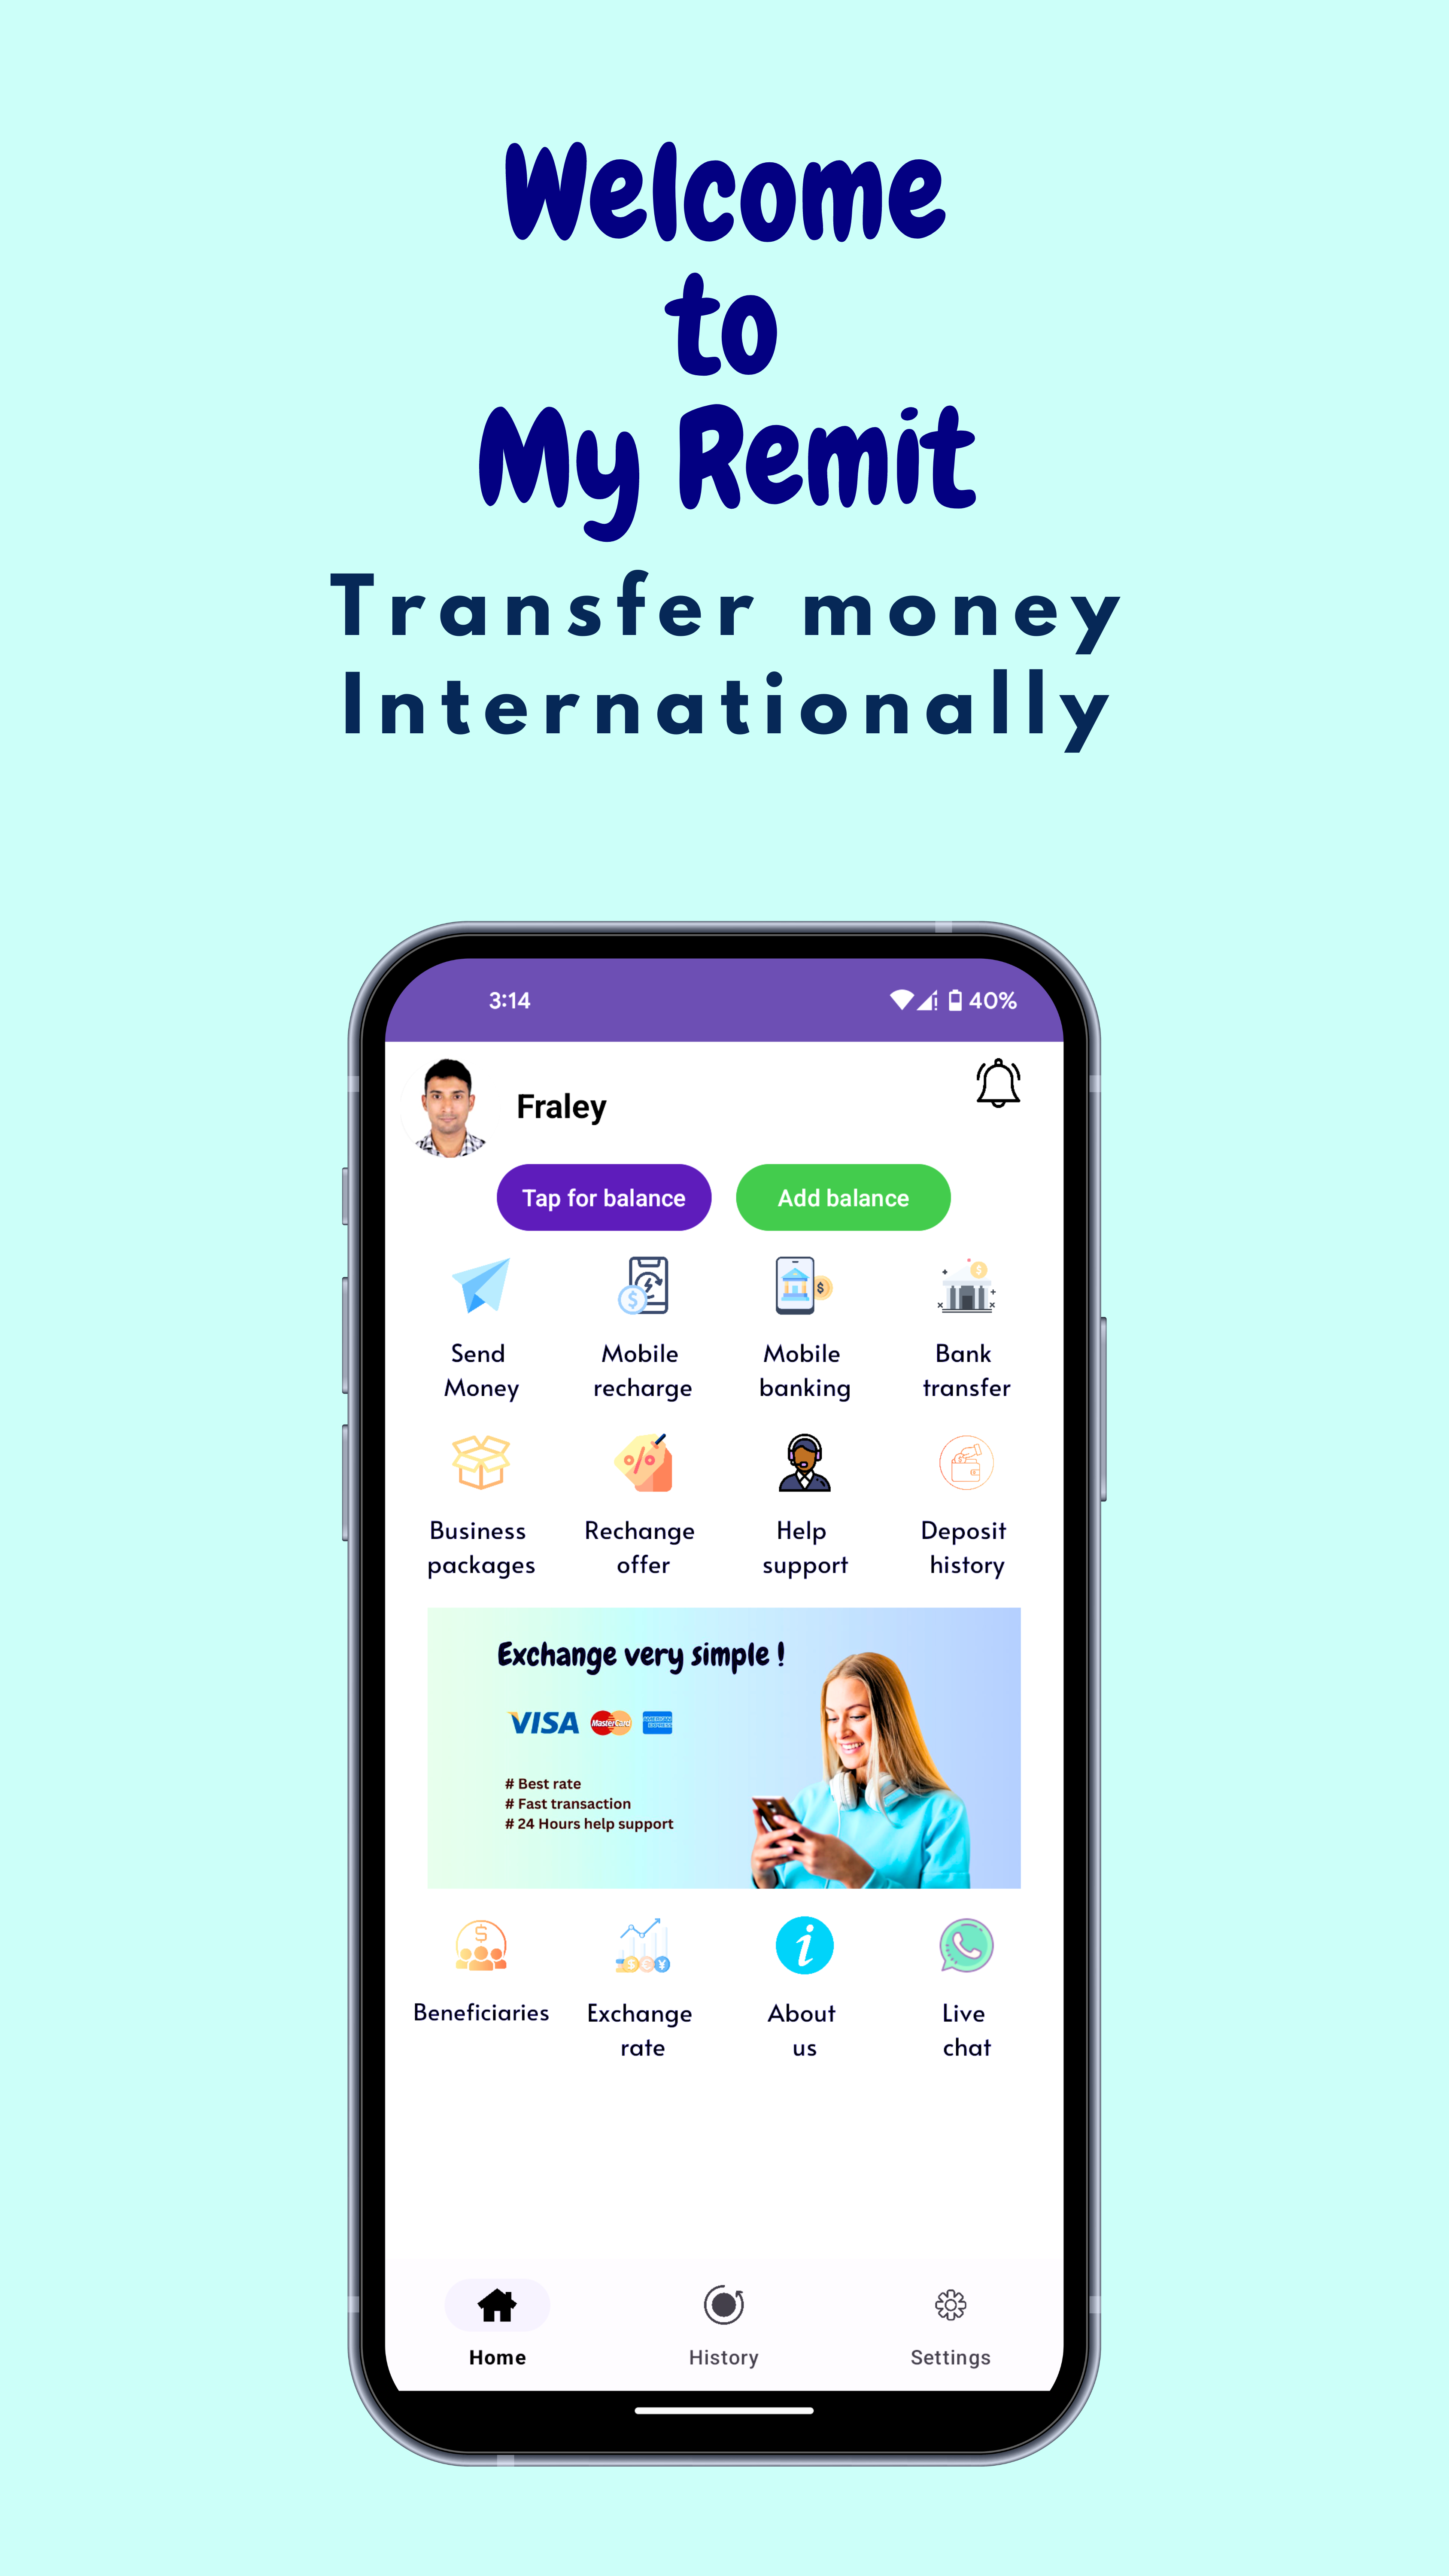 Welcome
to
My Remit
Transfer money
Internationally
3:14
40%
Fraley
Tap for balance
Add balance
Send
Money
Mobile
recharge
Mobile
banking
Bank
transfer
Business
packages
Rechange
offer
Help
support
Deposit
history
Exchange very simple !
VISA MasterCard AMERICAN EXPRESS
# Best rate
# Fast transaction
# 24 Hours help support
Beneficiaries
Exchange
rate
About
us
Live
chat
Home
History
Settings